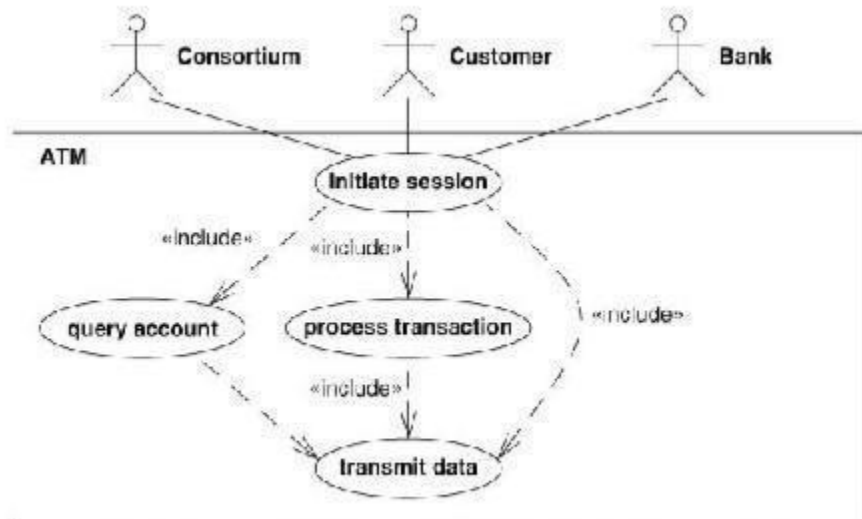 Consortium
Customer
Bank
ATM
Initiate session
«include»
«include»
query account
process transaction
«include»
«include»
transmit data